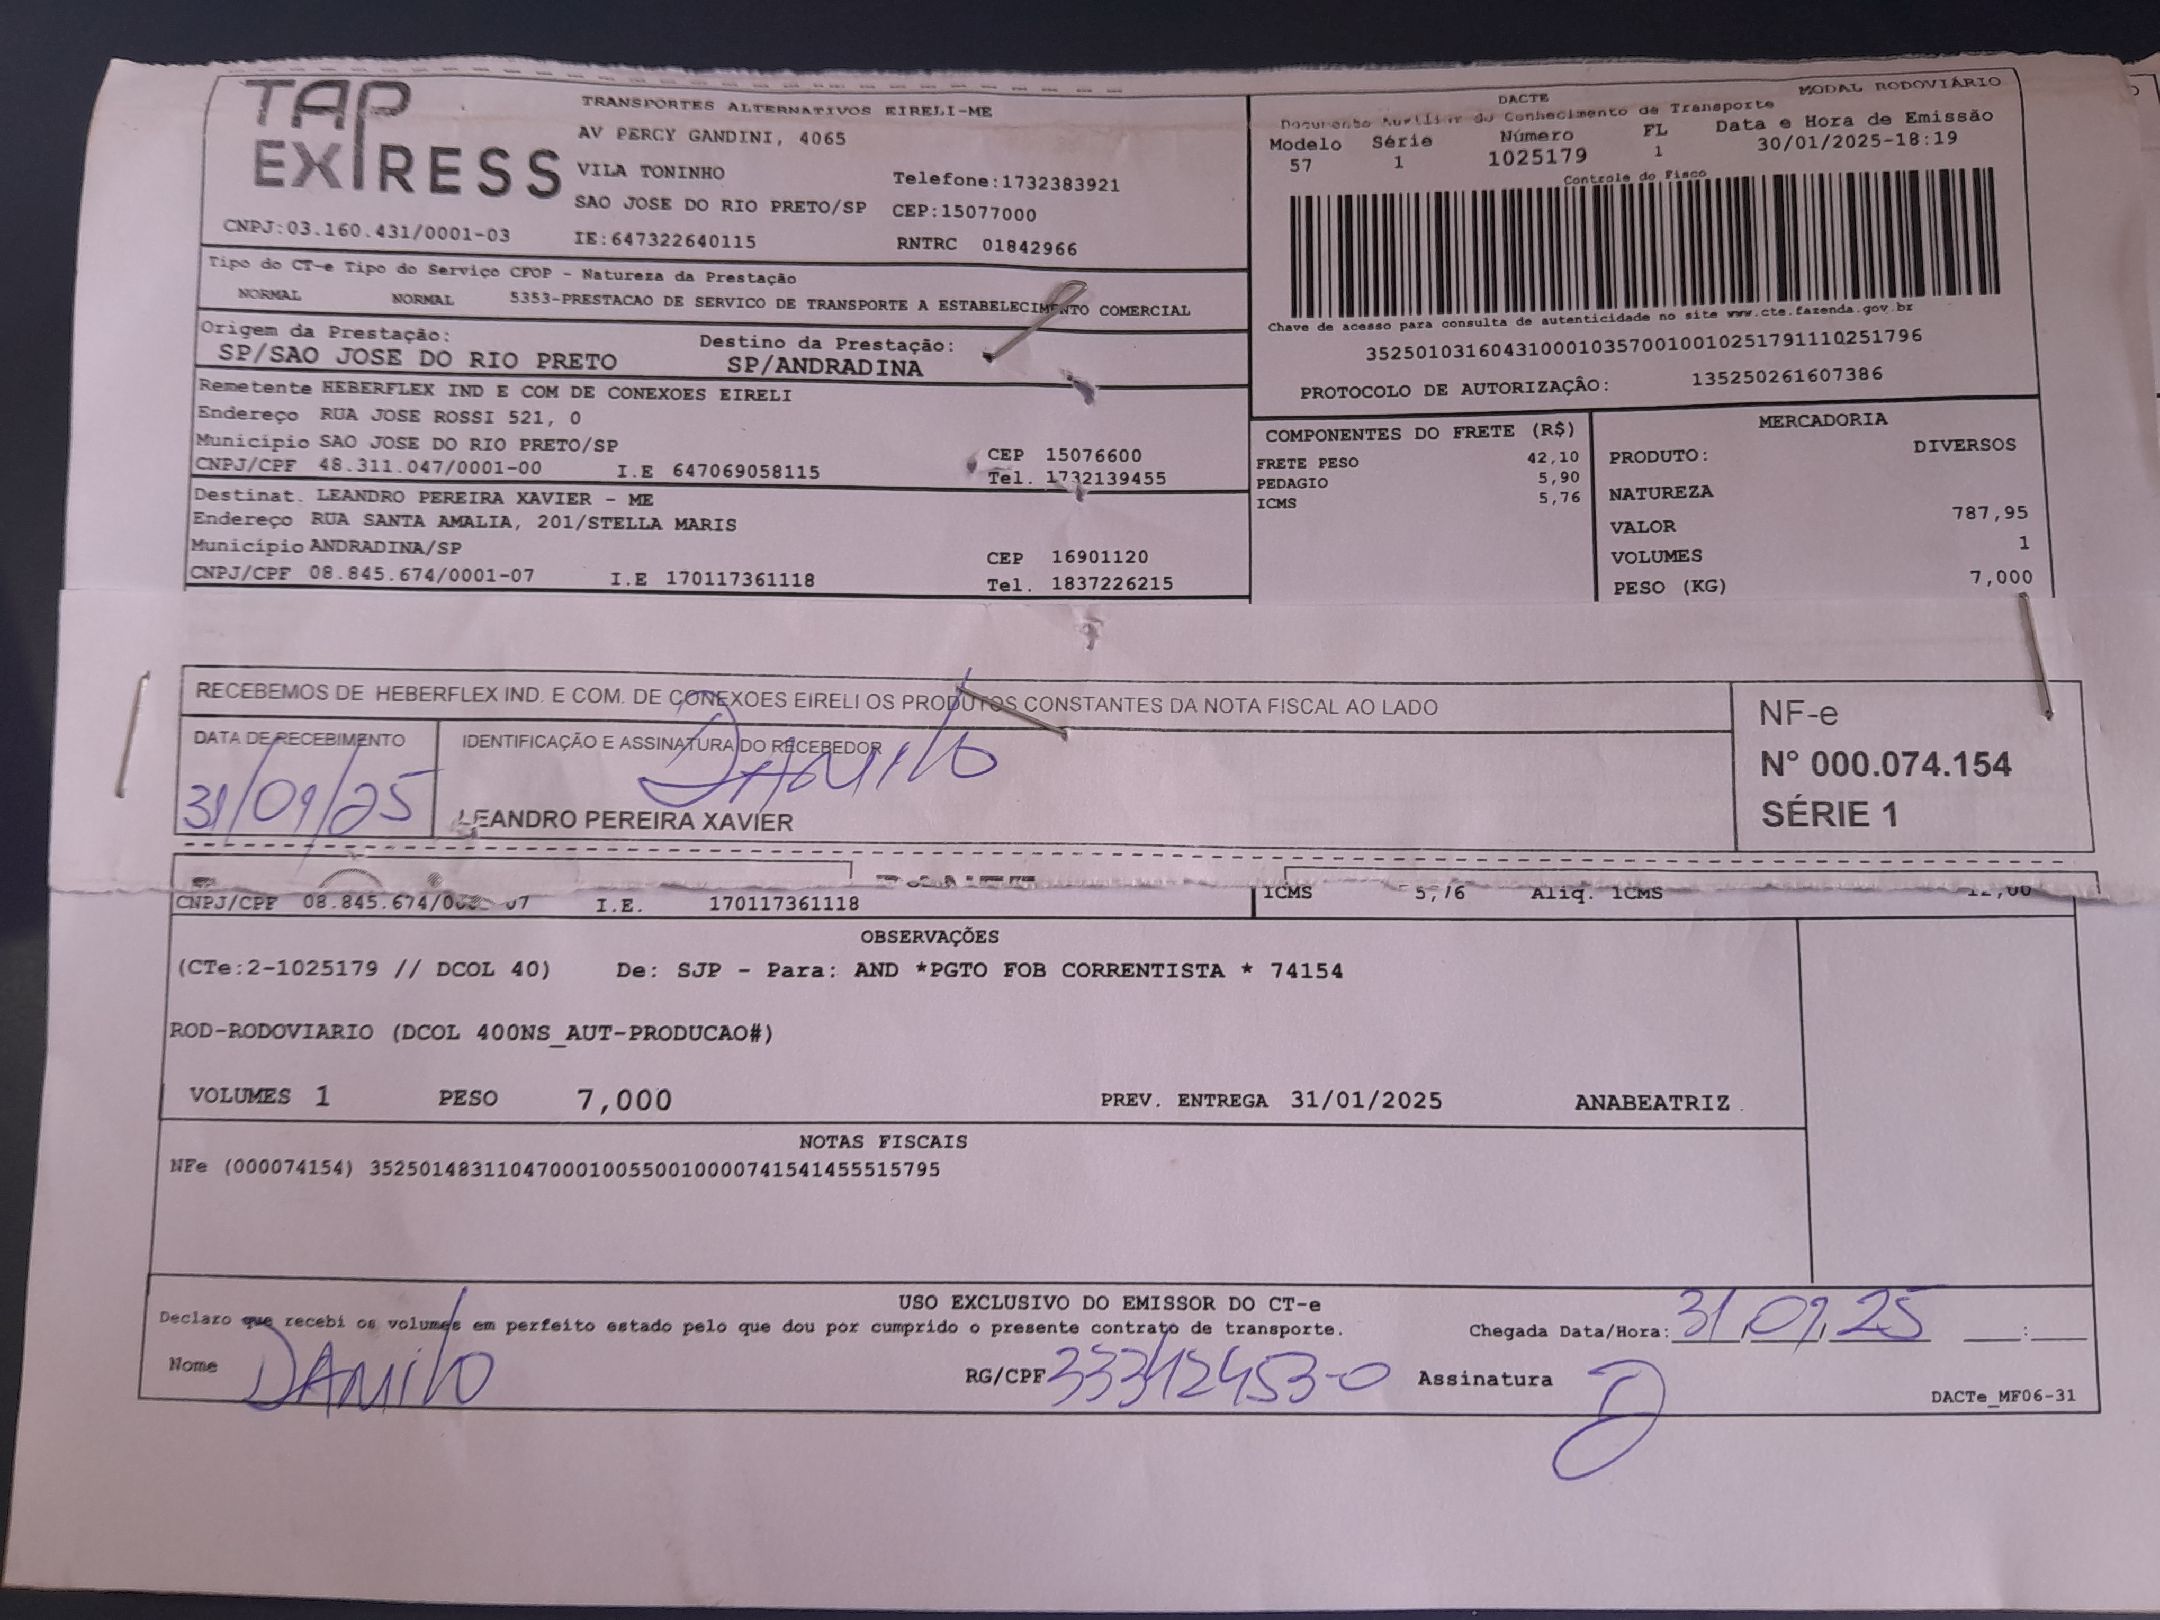 TAP EXPRESS
TRANSPORTES ALTERNATIVOS EIRELI-ME
AV PERCY GANDINI, 4065
VILA TONINHO Telefone:1732383921
SAO JOSE DO RIO PRETO/SP CEP:15077000
CNPJ:03.160.431/0001-03 IE:647322640115 RNTRC 01842966
DACTE MODAL RODOVIÁRIO
Documento Auxiliar do Conhecimento de Transporte
Modelo Série Número FL Data e Hora de Emissão
57 1 1025179 1 30/01/2025-18:19
Controle do Fisco
Chave de acesso para consulta de autenticidade no site www.cte.fazenda.gov.br
35250103160431000103570010010251791110251796
PROTOCOLO DE AUTORIZAÇÂO: 135250261607386
Tipo do CT-e Tipo do Serviço CFOP - Natureza da Prestação
NORMAL NORMAL 5353-PRESTACAO DE SERVICO DE TRANSPORTE A ESTABELECIMENTO COMERCIAL
Origem da Prestação: Destino da Prestação:
SP/SAO JOSE DO RIO PRETO SP/ANDRADINA
Remetente HEBERFLEX IND E COM DE CONEXOES EIRELI
Endereço RUA JOSE ROSSI 521, 0
Município SAO JOSE DO RIO PRETO/SP CEP 15076600
CNPJ/CPF 48.311.047/0001-00 I.E 647069058115 Tel. 1732139455
Destinat. LEANDRO PEREIRA XAVIER - ME
Endereço RUA SANTA AMALIA, 201/STELLA MARIS
Município ANDRADINA/SP CEP 16901120
CNPJ/CPF 08.845.674/0001-07 I.E 170117361118 Tel. 1837226215
COMPONENTES DO FRETE (R$)
FRETE PESO 42,10
PEDAGIO 5,90
ICMS 5,76
MERCADORIA
PRODUTO: DIVERSOS
NATUREZA
VALOR 787,95
VOLUMES 1
PESO (KG) 7,000
RECEBEMOS DE HEBERFLEX IND. E COM. DE CONEXOES EIRELI OS PRODUTOS CONSTANTES DA NOTA FISCAL AO LADO
DATA DE RECEBIMENTO IDENTIFICAÇÃO E ASSINATURA DO RECEBEDOR
31/01/25 DANILO
LEANDRO PEREIRA XAVIER
NF-e
Nº 000.074.154
SÉRIE 1
CNPJ/CPF 08.845.674/0001-07 I.E. 170117361118 ICMS 5,76 Aliq. ICMS 12,00
OBSERVAÇÕES
(CTe:2-1025179 // DCOL 40) De: SJP - Para: AND *PGTO FOB CORRENTISTA * 74154
ROD-RODOVIARIO (DCOL 400NS_AUT-PRODUCAO#)
VOLUMES 1 PESO 7,000 PREV. ENTREGA 31/01/2025 ANABEATRIZ
NOTAS FISCAIS
NFe (000074154) 35250148311047000100550010000741541455515795
USO EXCLUSIVO DO EMISSOR DO CT-e
Declaro que recebi os volumes em perfeito estado pelo que dou por cumprido o presente contrato de transporte. Chegada Data/Hora: 31/01/25 __:__
Nome DANILO RG/CPF 33312453-0 Assinatura
DACTe_MF06-31